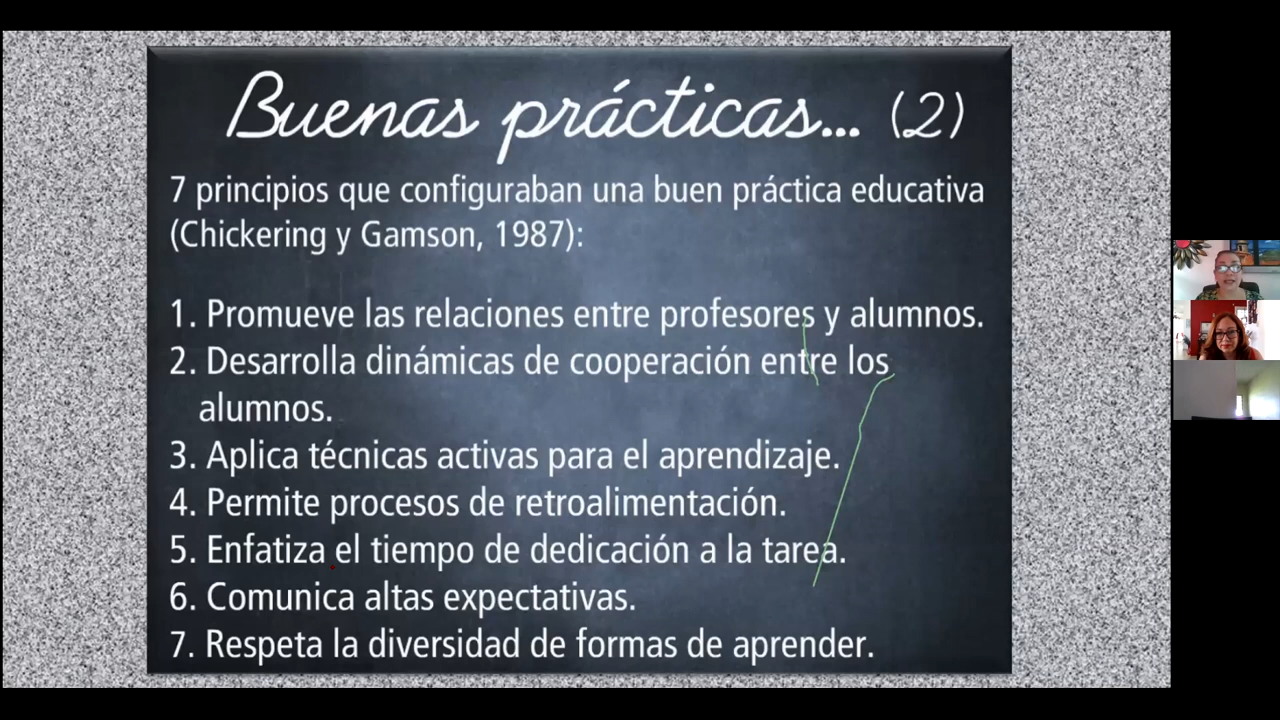 Buenas prácticas... (2)
7 principios que configuraban una buen práctica educativa
(Chickering y Gamson, 1987):
1. Promueve las relaciones entre profesores y alumnos.
2. Desarrolla dinámicas de cooperación entre los
alumnos.
3. Aplica técnicas activas para el aprendizaje.
4. Permite procesos de retroalimentación.
5. Enfatiza el tiempo de dedicación a la tarea.
6. Comunica altas expectativas.
7. Respeta la diversidad de formas de aprender.